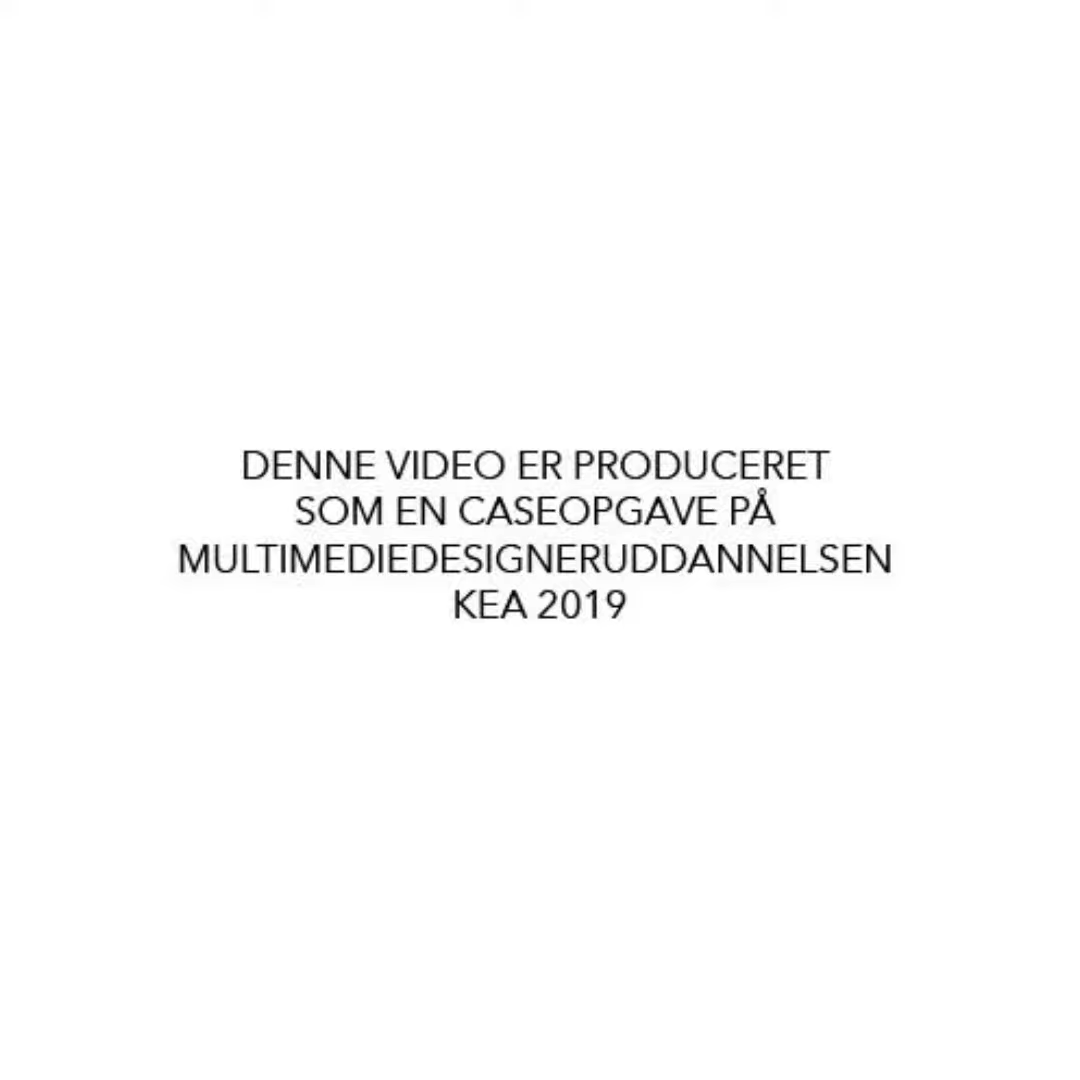 DENNE VIDEO ER PRODUCERET
SOM EN CASEOPGAVE PÅ
MULTIMEDIEDESIGNERUDDANNELSEN
KEA 2019